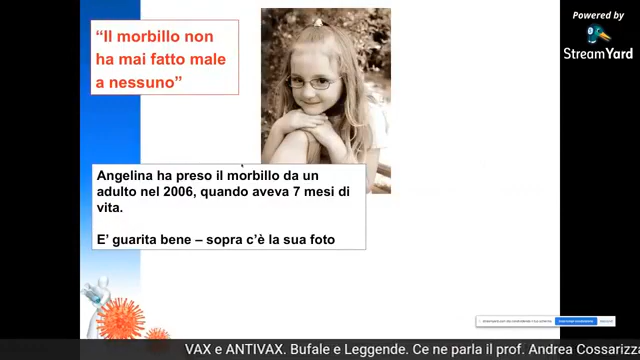 Powered by
StreamYard
“Il morbillo non
ha mai fatto male
a nessuno”
Angelina ha preso il morbillo da un
adulto nel 2006, quando aveva 7 mesi di
vita.
E’ guarita bene – sopra c’è la sua foto
VAX e ANTIVAX. Bufale e Leggende. Ce ne parla il prof. Andrea Cossarizza